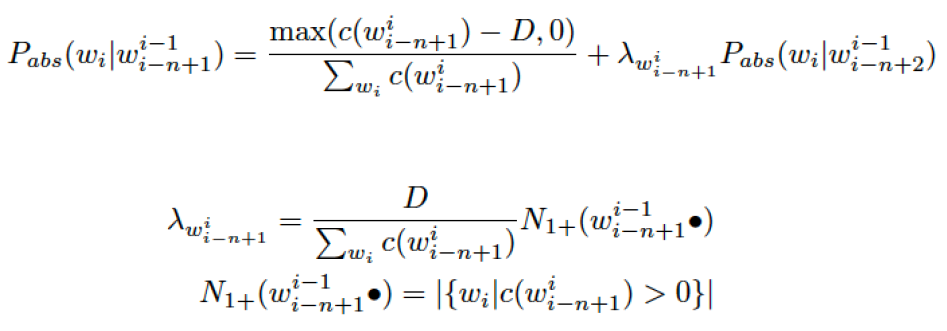 P_{abs}(w_i|w_{i-n+1}^{i-1}) = \frac{\max(c(w_{i-n+1}^{i}) - D, 0)}{\sum_{w_i} c(w_{i-n+1}^{i})} + \lambda_{w_{i-n+1}^{i}} P_{abs}(w_i|w_{i-n+2}^{i-1})
\lambda_{w_{i-n+1}^{i}} = \frac{D}{\sum_{w_i} c(w_{i-n+1}^{i})} N_{1+}(w_{i-n+1}^{i-1}•)
N_{1+}(w_{i-n+1}^{i-1}•) = |\{w_i|c(w_{i-n+1}^{i}) > 0\}|